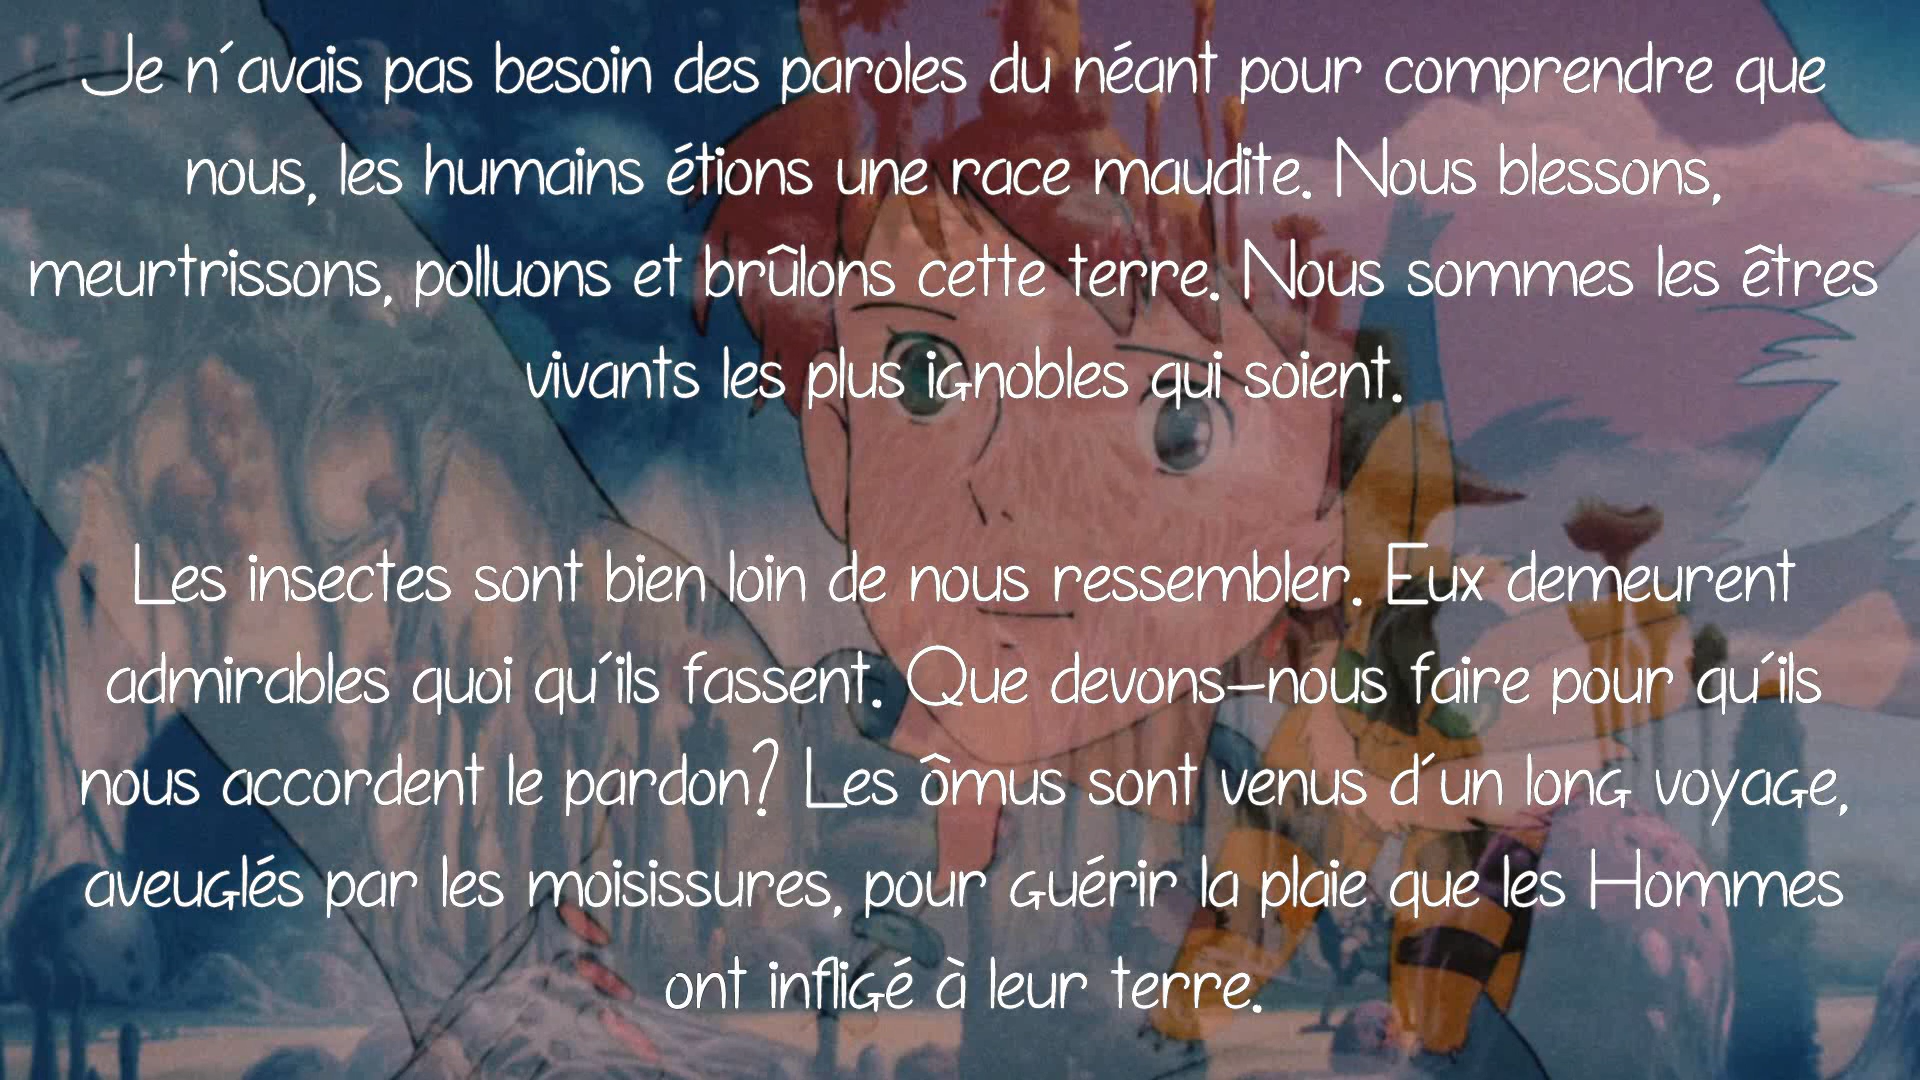 Je n´avais pas besoin des paroles du néant pour comprendre que
nous, les humains étions une race maudite. Nous blessons,
meurtrissons, polluons et brûlons cette terre. Nous sommes les êtres
vivants les plus ignobles qui soient.
Les insectes sont bien loin de nous ressembler. Eux demeurent
admirables quoi qu´ils fassent. Que devons-nous faire pour qu´ils
nous accordent le pardon? Les ômus sont venus d´un long voyage,
aveuglés par les moisissures, pour guérir la plaie que les Hommes
ont infligé à leur terre.